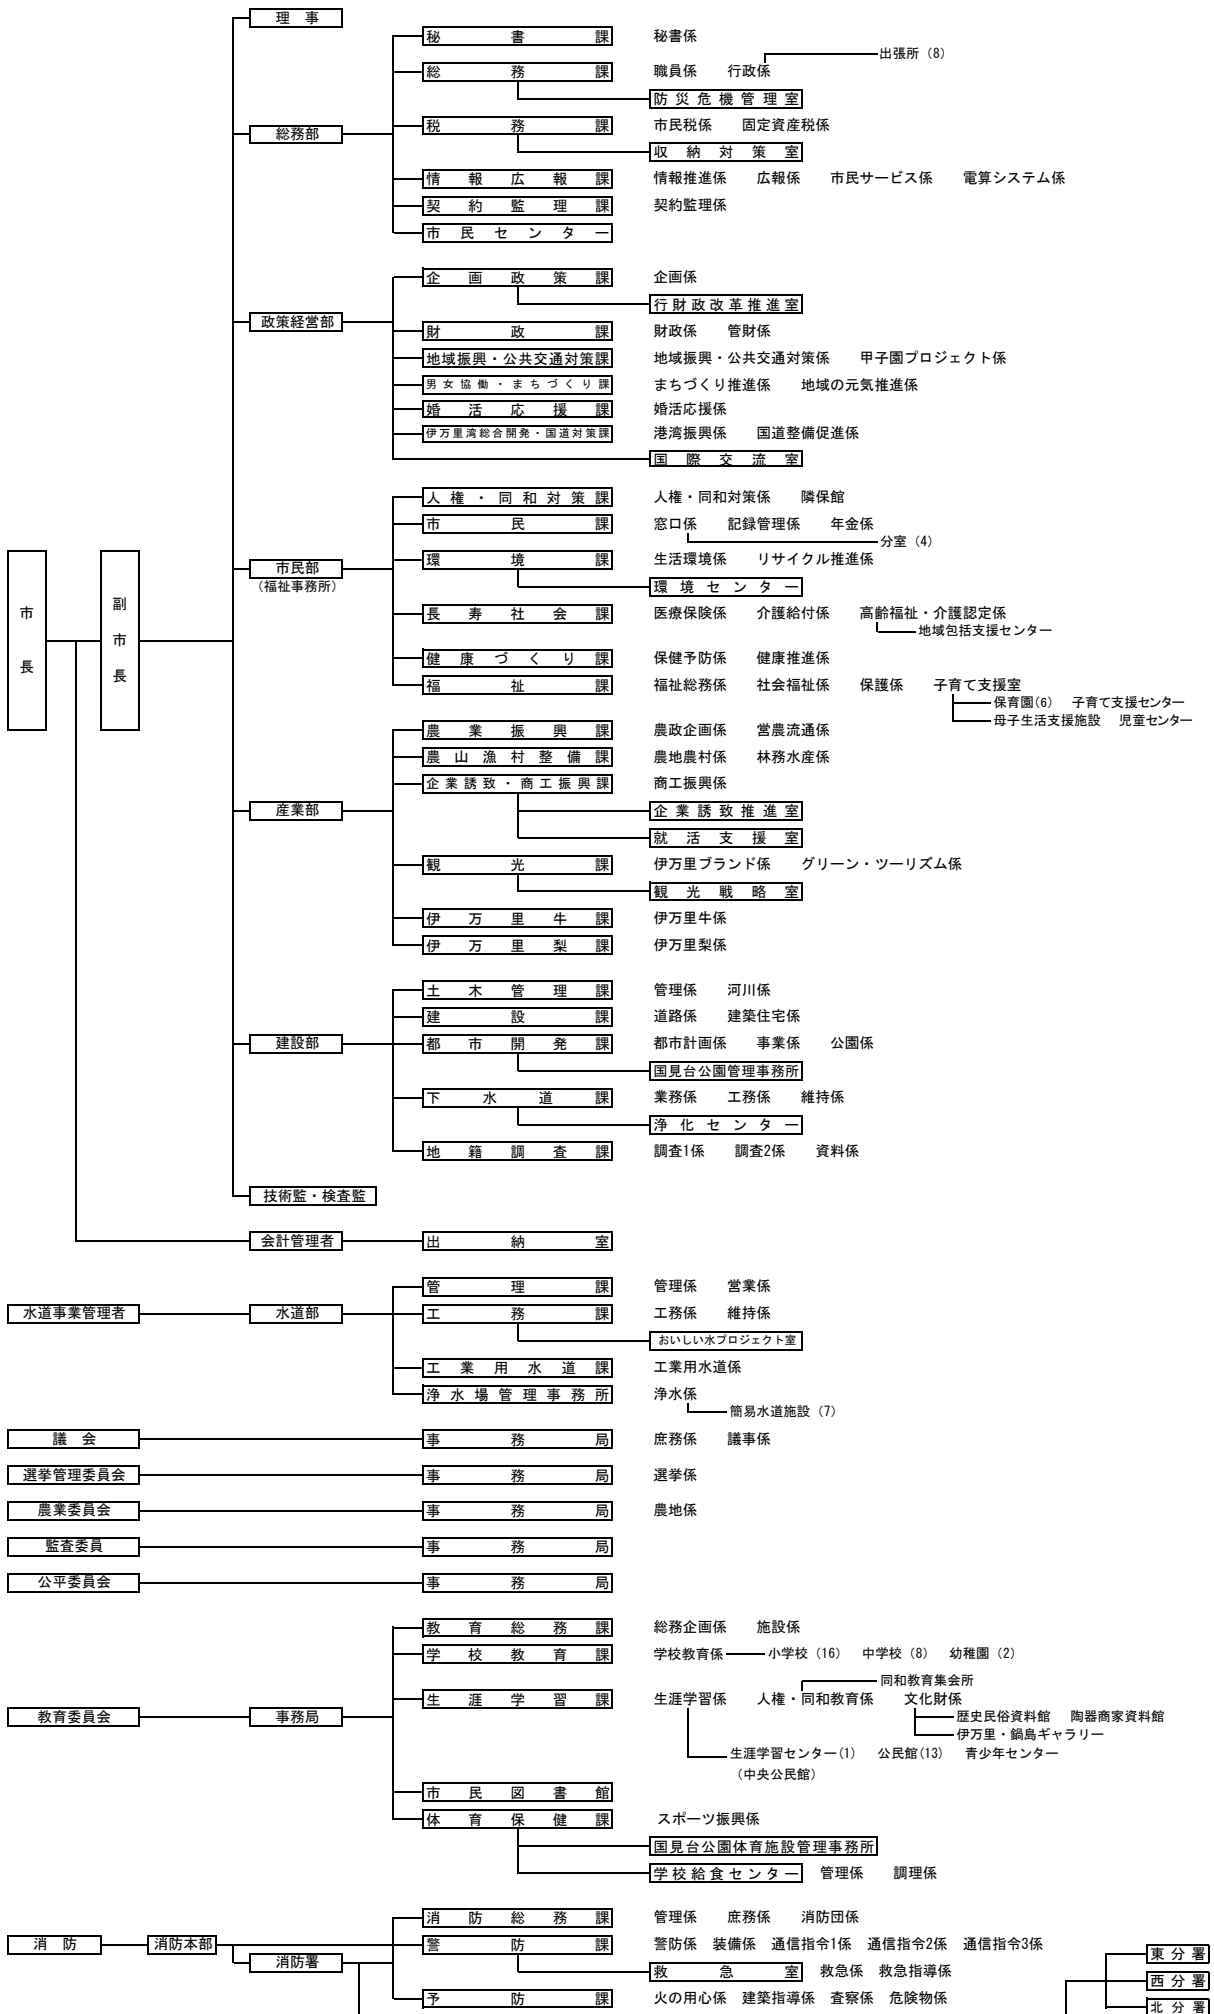 理 事
秘書課 秘書係
出張所（8）
総務課 職員係 行政係
防災危機管理室
総務部 税務課 市民税係 固定資産税係
収納対策室
情報広報課 情報推進係 広報係 市民サービス係 電算システム係
契約監理課 契約監理係
市民センター
企画政策課 企画係
行財政改革推進室
政策経営部
財政課 財政係 管財係
地域振興・公共交通対策課 地域振興・公共交通対策係 甲子園プロジェクト係
男女協働・まちづくり課 まちづくり推進係 地域の元気推進係
婚活応援課 婚活応援係
伊万里湾総合開発・国道対策課 港湾振興係 国道整備促進係
国際交流室
人権・同和対策課 人権・同和対策係 隣保館
市民課 窓口係 記録管理係 年金係
分室（4）
環境課 生活環境係 リサイクル推進係
市民部
（福祉事務所）
環境センター
市長
副市長
長寿社会課 医療保険係 介護給付係 高齢福祉・介護認定係
地域包括支援センター
健康づくり課 保健予防係 健康推進係
福祉課 福祉総務係 社会福祉係 保護係 子育て支援室
保育園(6) 子育て支援センター
母子生活支援施設 児童センター
農業振興課 農政企画係 営農流通係
農山漁村整備課 農地農村係 林務水産係
企業誘致・商工振興課 商工振興係
産業部 企業誘致推進室
就活支援室
観光課 伊万里ブランド係 グリーン・ツーリズム係
観光戦略室
伊万里牛課 伊万里牛係
伊万里梨課 伊万里梨係
土木管理課 管理係 河川係
建設課 道路係 建築住宅係
建設部 都市開発課 都市計画係 事業係 公園係
国見台公園管理事務所
下水道課 業務係 工務係 維持係
浄化センター
地籍調査課 調査1係 調査2係 資料係
技術監・検査監
会計管理者 出納室
管理課 管理係 営業係
水道事業管理者 水道部 工務課 工務係 維持係
おいしい水プロジェクト室
工業用水道課 工業用水道係
浄水場管理事務所 浄水係
簡易水道施設（7）
議 会 事務局 庶務係 議事係
選挙管理委員会 事務局 選挙係
農業委員会 事務局 農地係
監査委員 事務局
公平委員会 事務局
教育総務課 総務企画係 施設係
学校教育課 学校教育係 小学校（16） 中学校（8） 幼稚園（2）
同和教育集会所
生涯学習課 生涯学習係 人権・同和教育係 文化財係
教育委員会 事務局 歴史民俗資料館 陶器商家資料館
伊万里・鍋島ギャラリー
生涯学習センター(1) 公民館(13) 青少年センター
（中央公民館）
市民図書館
体育保健課 スポーツ振興係
国見台公園体育施設管理事務所
学校給食センター 管理係 調理係
消防総務課 管理係 庶務係 消防団係
消 防 消防本部 警防課 警防係 装備係 通信指令1係 通信指令2係 通信指令3係
東分署
消防署 救急室 救急係 救急指導係
西分署
予防課 火の用心係 建築指導係 査察係 危険物係
北分署